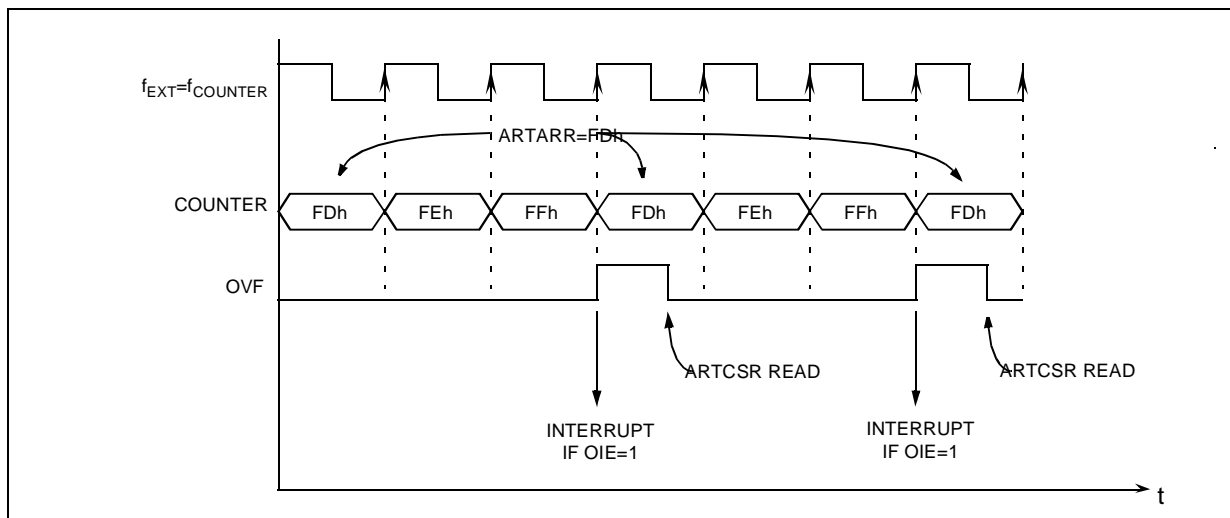 fEXT=fCOUNTER
ARTARR=FDh
COUNTER
FDh FEh FFh FDh FEh FFh FDh
OVF
ARTCSR READ ARTCSR READ
INTERRUPT INTERRUPT
IF OIE=1 IF OIE=1
t